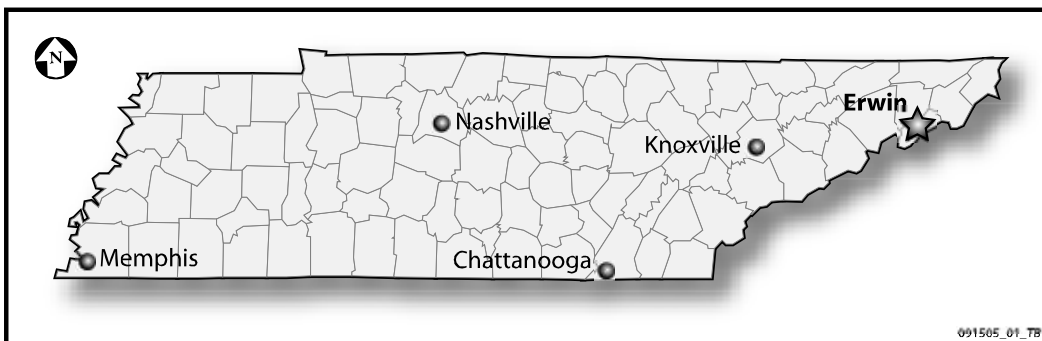 N
Erwin
Nashville
Knoxville
Memphis
Chattanooga
091505_01_TB